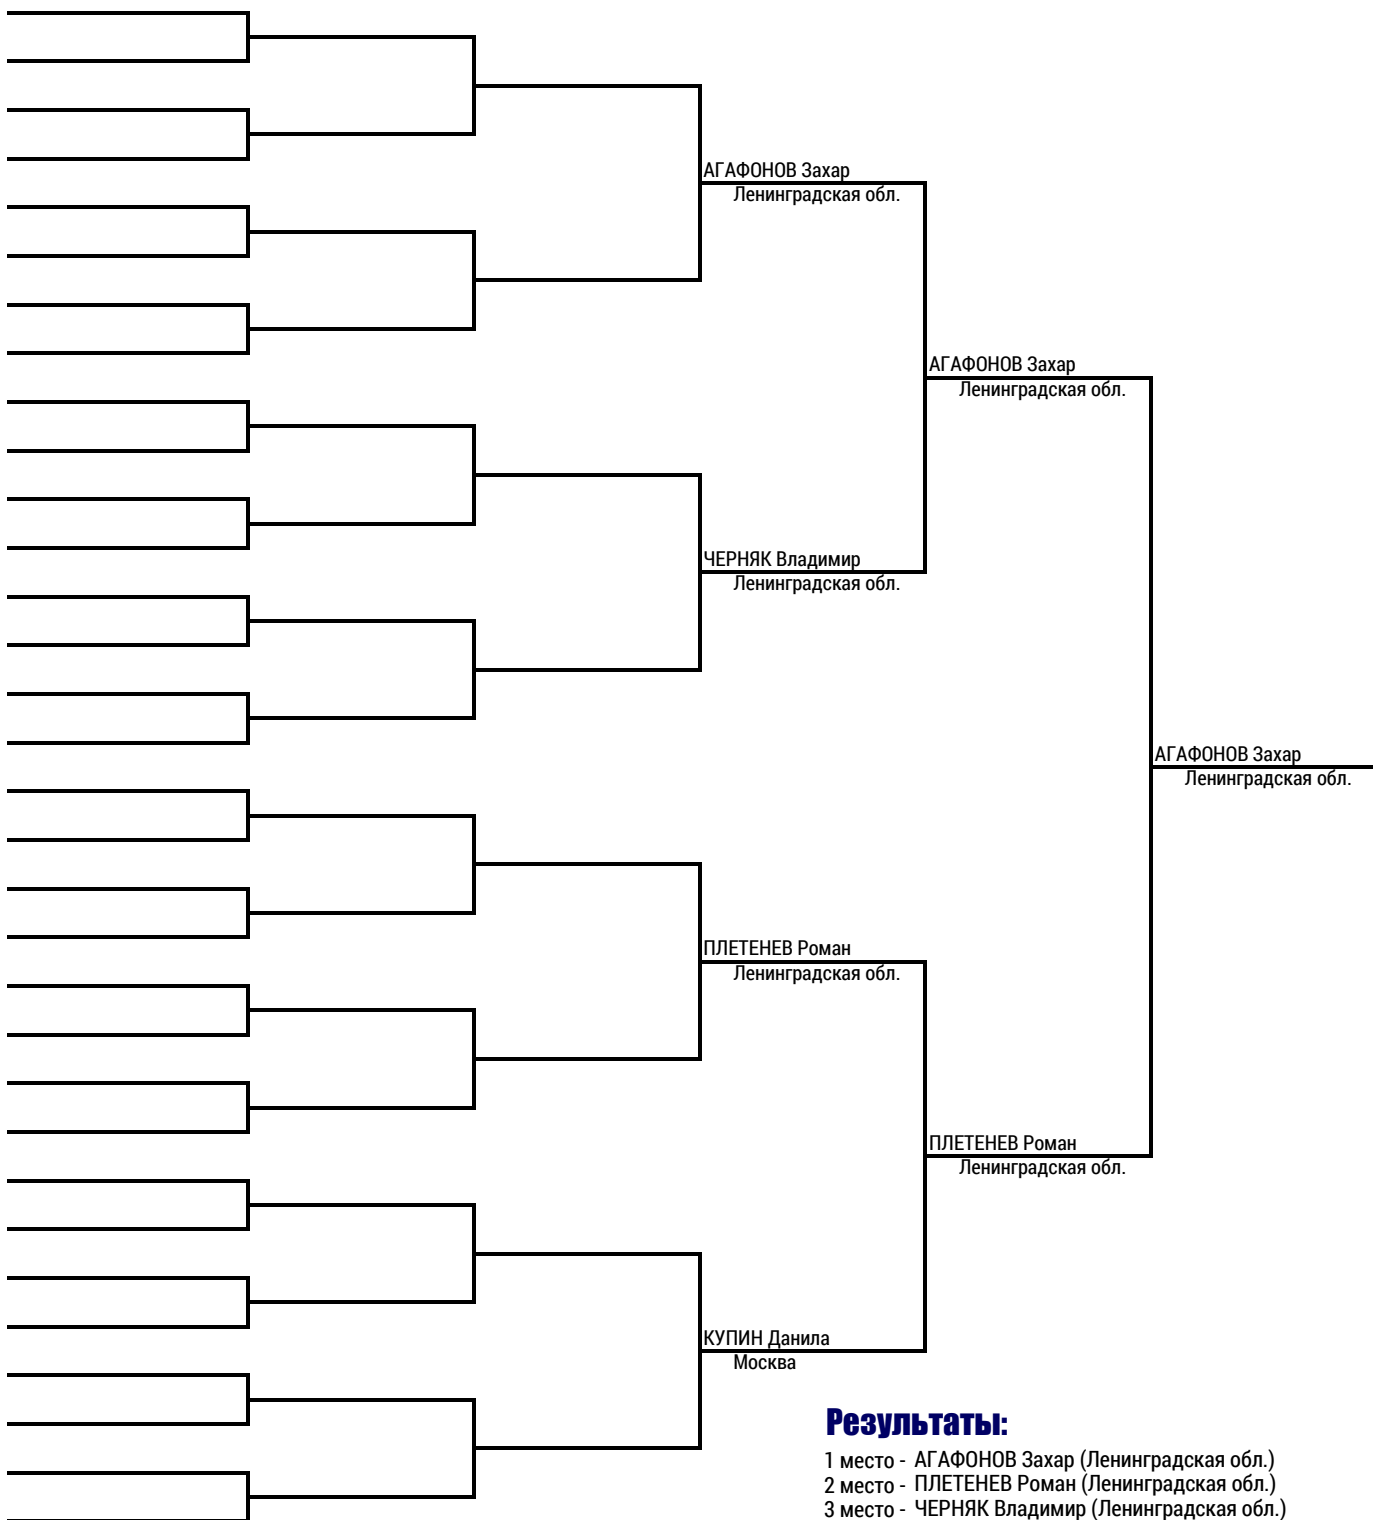 АГАФОНОВ Захар
Ленинградская обл.
АГАФОНОВ Захар
Ленинградская обл.
ЧЕРНЯК Владимир
Ленинградская обл.
АГАФОНОВ Захар
Ленинградская обл.
ПЛЕТЕНЕВ Роман
Ленинградская обл.
ПЛЕТЕНЕВ Роман
Ленинградская обл.
КУПИН Данила
Москва
Результаты:
1 место - АГАФОНОВ Захар (Ленинградская обл.)
2 место - ПЛЕТЕНЕВ Роман (Ленинградская обл.)
3 место - ЧЕРНЯК Владимир (Ленинградская обл.)